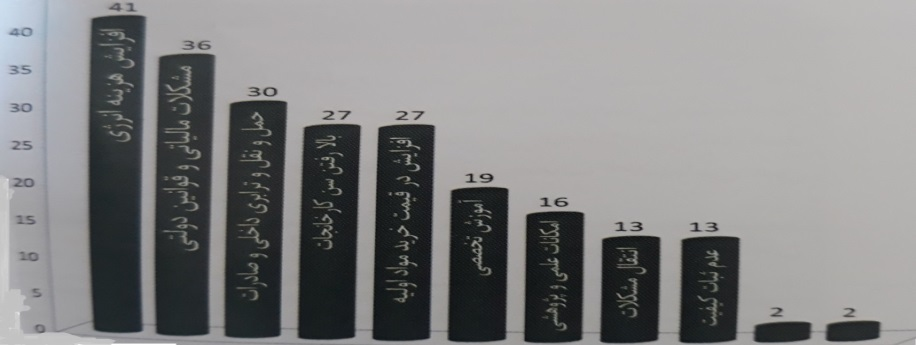 41
36
30
27
27
19
16
13
13
2
2
40
35
30
25
20
15
10
5
0
افزایش هزینه انرژی
مشکلات مالیاتی و قوانین دولتی
حمل و نقل و ترابری داخلی و صادرات
بالا رفتن سن کارخانجات
افزایش در قیمت خرید مواد اولیه
آموزش تخصصی
امکانات علمی و پژوهشی
انتقال مشکلات
عدم ثبات کیفیت